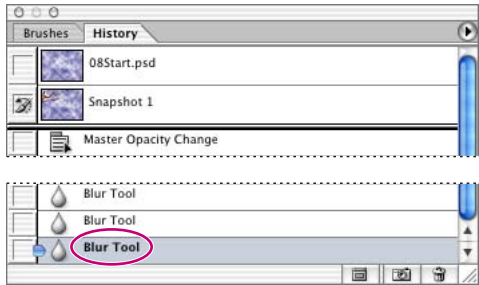 Brushes History
08Start.psd
Snapshot 1
Master Opacity Change
Blur Tool
Blur Tool
Blur Tool